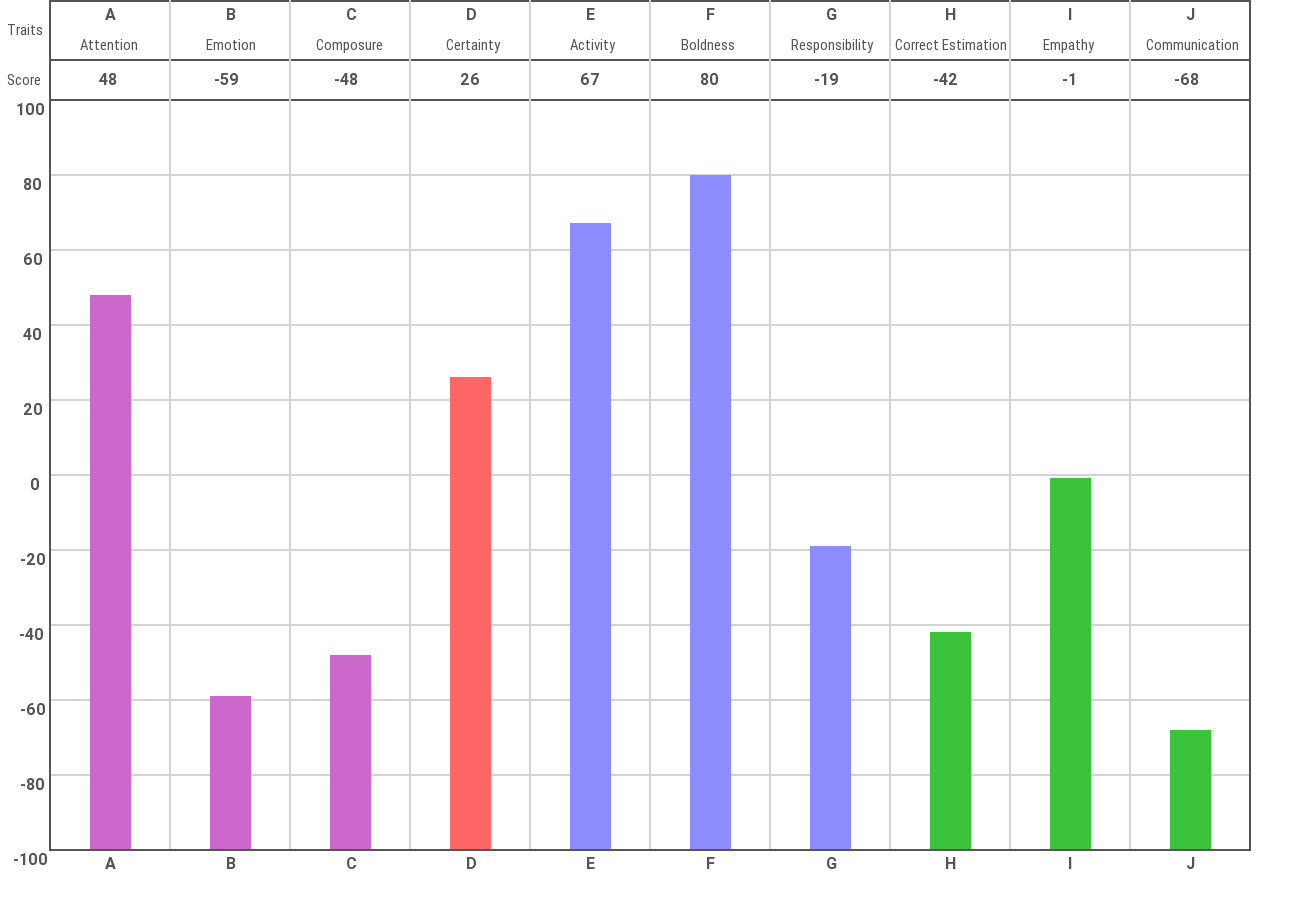 A B C D E F G H I J
Traits
Attention Emotion Composure Certainty Activity Boldness Responsibility Correct Estimation Empathy Communication
Score 48 -59 -48 26 67 80 -19 -42 -1 -68
100
80
60
40
20
0
-20
-40
-60
-80
-100
A B C D E F G H I J